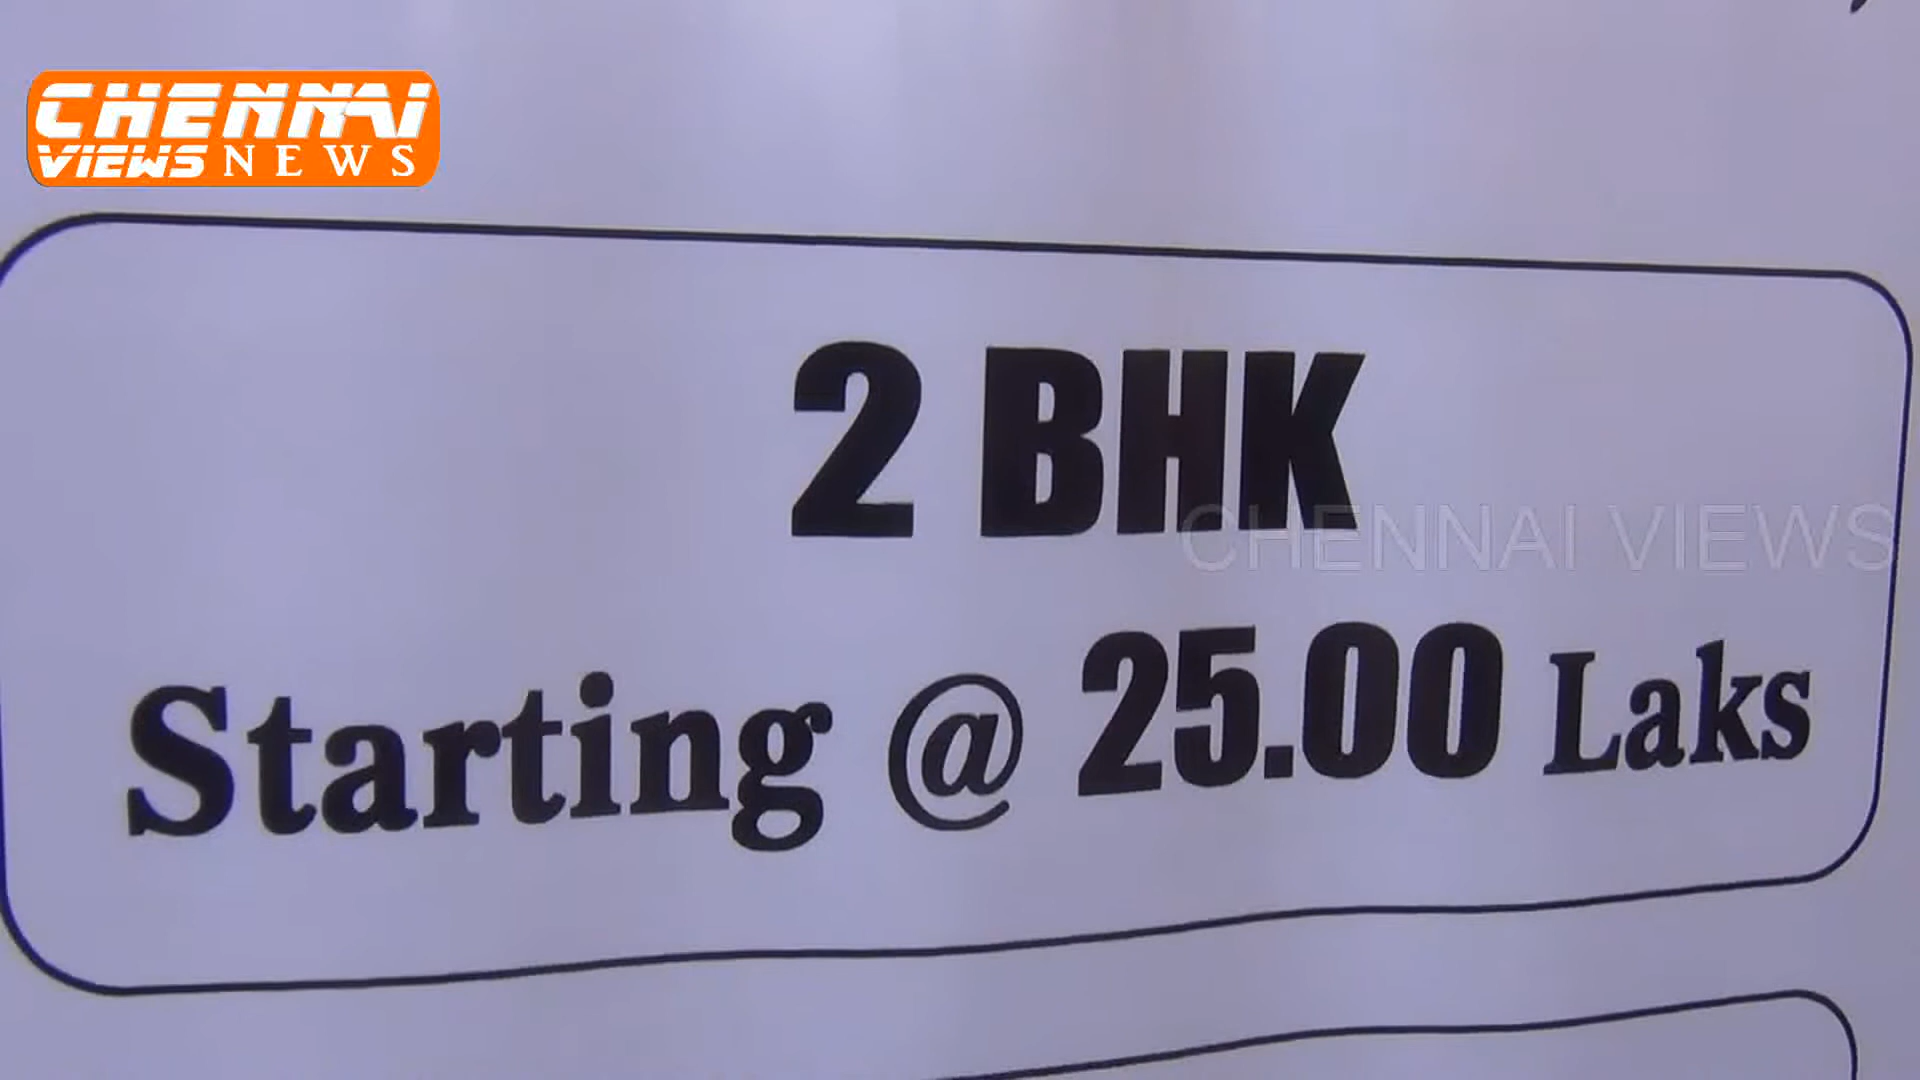 CHENNAI
VIEWS NEWS
2 BHK
CHENNAI VIEWS
Starting @ 25.00 Laks